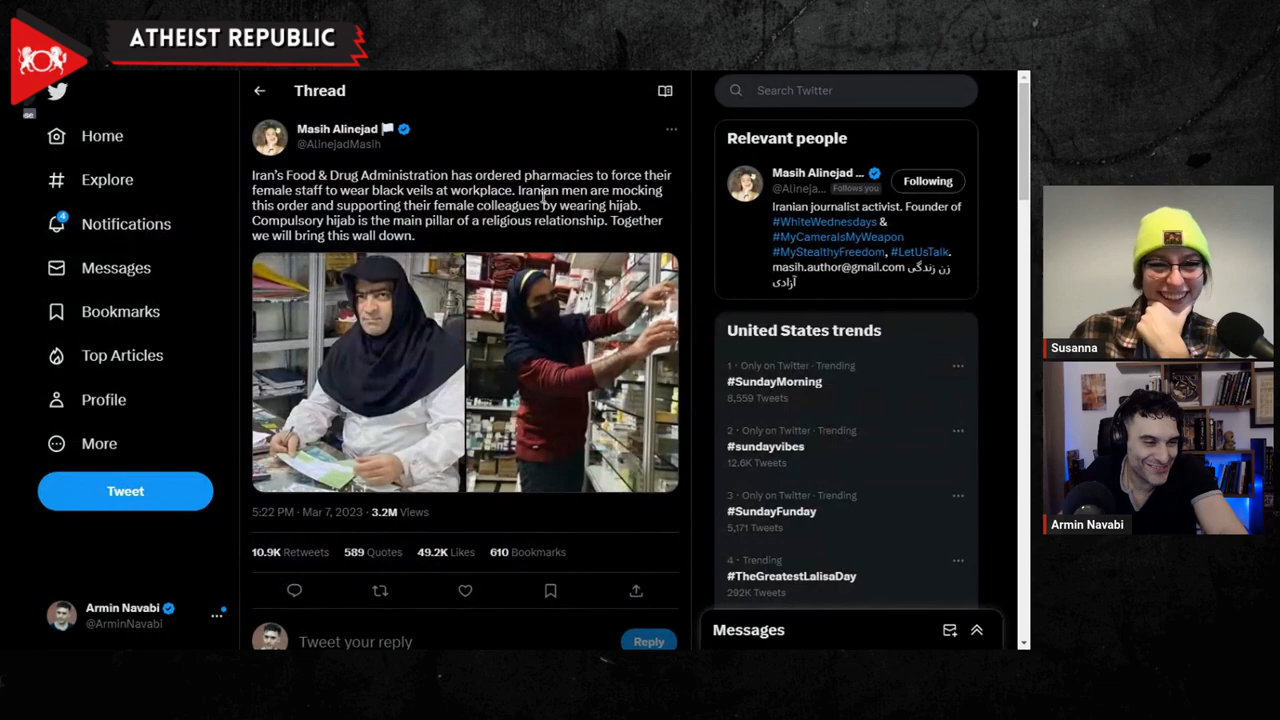 ATHEIST REPUBLIC
Home
Explore
4
Notifications
Messages
Bookmarks
Top Articles
Profile
More
Tweet
Armin Navabi
@ArminNavabi
Thread
Masih Alinejad
@AlinejadMasih
Iran's Food & Drug Administration has ordered pharmacies to force their
female staff to wear black veils at workplace. Iranian men are mocking
this order and supporting their female colleagues by wearing hijab.
Compulsory hijab is the main pillar of a religious relationship. Together
we will bring this wall down.
5:22 PM · Mar 7, 2023 · 3.2M Views
10.9K Retweets 589 Quotes 49.2K Likes 610 Bookmarks
Tweet your reply
Reply
Search Twitter
Relevant people
Masih Alinejad ...
@Alineja... Follows you
Following
Iranian journalist activist. Founder of
#WhiteWednesdays &
#MyCameraIsMyWeapon
#MyStealthyFreedom, #LetUsTalk.
masih.author@gmail.com زن زندگی
آزادی
United States trends
1 · Only on Twitter · Trending
#SundayMorning
8,559 Tweets
2 · Only on Twitter · Trending
#sundayvibes
12.6K Tweets
3 · Only on Twitter · Trending
#SundayFunday
5,171 Tweets
4 · Trending
#TheGreatestLalisaDay
292K Tweets
Messages
Susanna
Armin Navabi